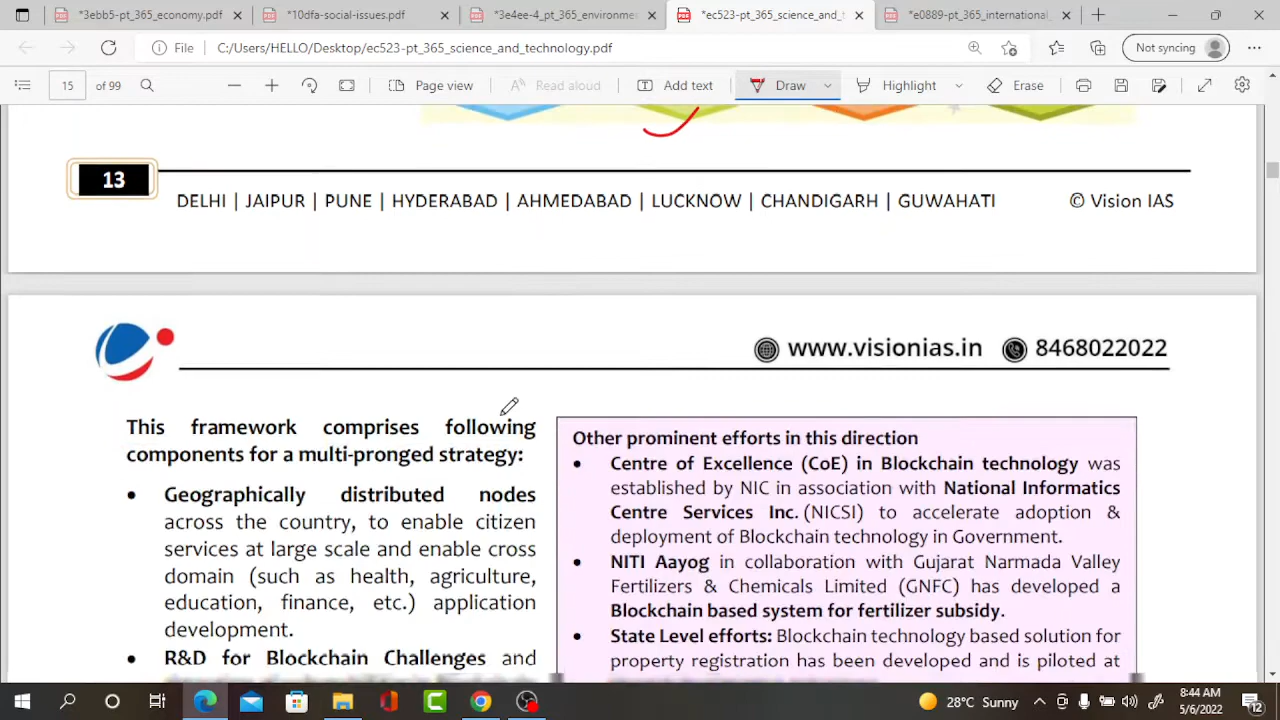 *3ebb5-pt_365_economy.pdf
*10dfa-social-issues.pdf
*3e4ee-4_pt_365_environme
*ec523-pt_365_science_and_t
*e0889-pt_365_international_
File
C:/Users/HELLO/Desktop/ec523-pt_365_science_and_technology.pdf
Not syncing
15 of 99
Page view
Read aloud
Add text
Draw
Highlight
Erase
13
DELHI | JAIPUR | PUNE | HYDERABAD | AHMEDABAD | LUCKNOW | CHANDIGARH | GUWAHATI
© Vision IAS
www.visionias.in
8468022022
This framework comprises following
components for a multi-pronged strategy:
• Geographically distributed nodes
across the country, to enable citizen
services at large scale and enable cross
domain (such as health, agriculture,
education, finance, etc.) application
development.
• R&D for Blockchain Challenges and
Other prominent efforts in this direction
• Centre of Excellence (CoE) in Blockchain technology was
established by NIC in association with National Informatics
Centre Services Inc. (NICSI) to accelerate adoption &
deployment of Blockchain technology in Government.
• NITI Aayog in collaboration with Gujarat Narmada Valley
Fertilizers & Chemicals Limited (GNFC) has developed a
Blockchain based system for fertilizer subsidy.
• State Level efforts: Blockchain technology based solution for
property registration has been developed and is piloted at
28°C Sunny
8:44 AM
5/6/2022
12